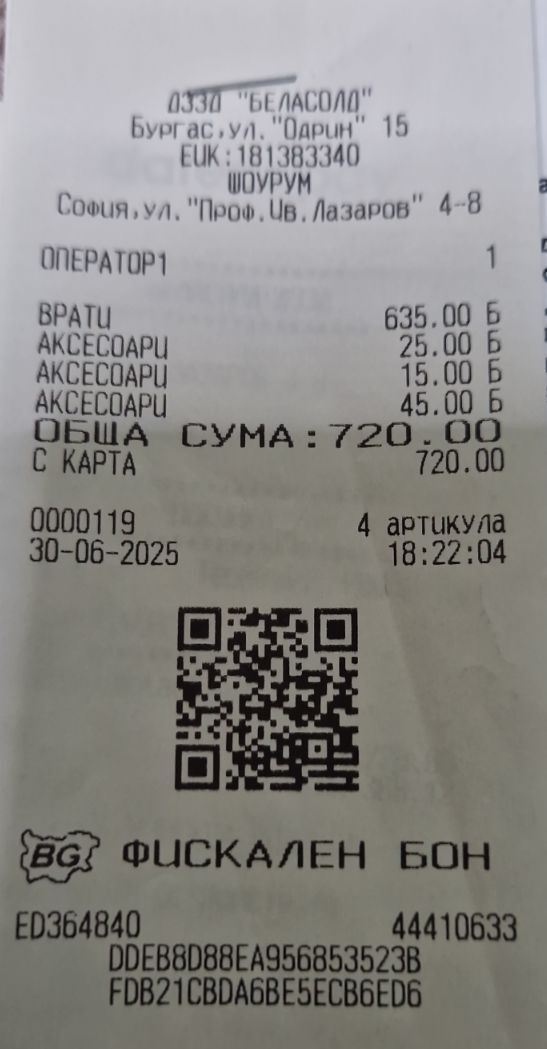 ДЗЗД "БЕЛАСОЛД"
Бургас,ул."Одрин" 15
ЕИК:181383340
ШОУРУМ
София,ул."Проф.Цв.Лазаров" 4-8
ОПЕРАТОР1 1
ВРАТИ 635.00 Б
АКСЕСОАРИ 25.00 Б
АКСЕСОАРИ 15.00 Б
АКСЕСОАРИ 45.00 Б
ОБЩА СУМА:720.00
С КАРТА 720.00
0000119 4 артикула
30-06-2025 18:22:04
BG ФИСКАЛЕН БОН
ED364840 44410633
DDEB8D88EA956853523B
FDB21CBDA6BE5ECB6ED6